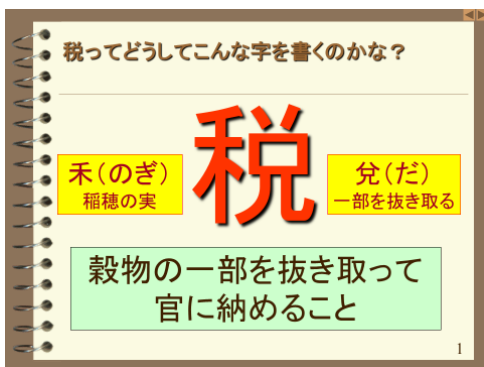 税ってどうしてこんな字を書くのかな？
税
禾（のぎ）
稲穂の実
兌（だ）
一部を抜き取る
穀物の一部を抜き取って
官に納めること
1